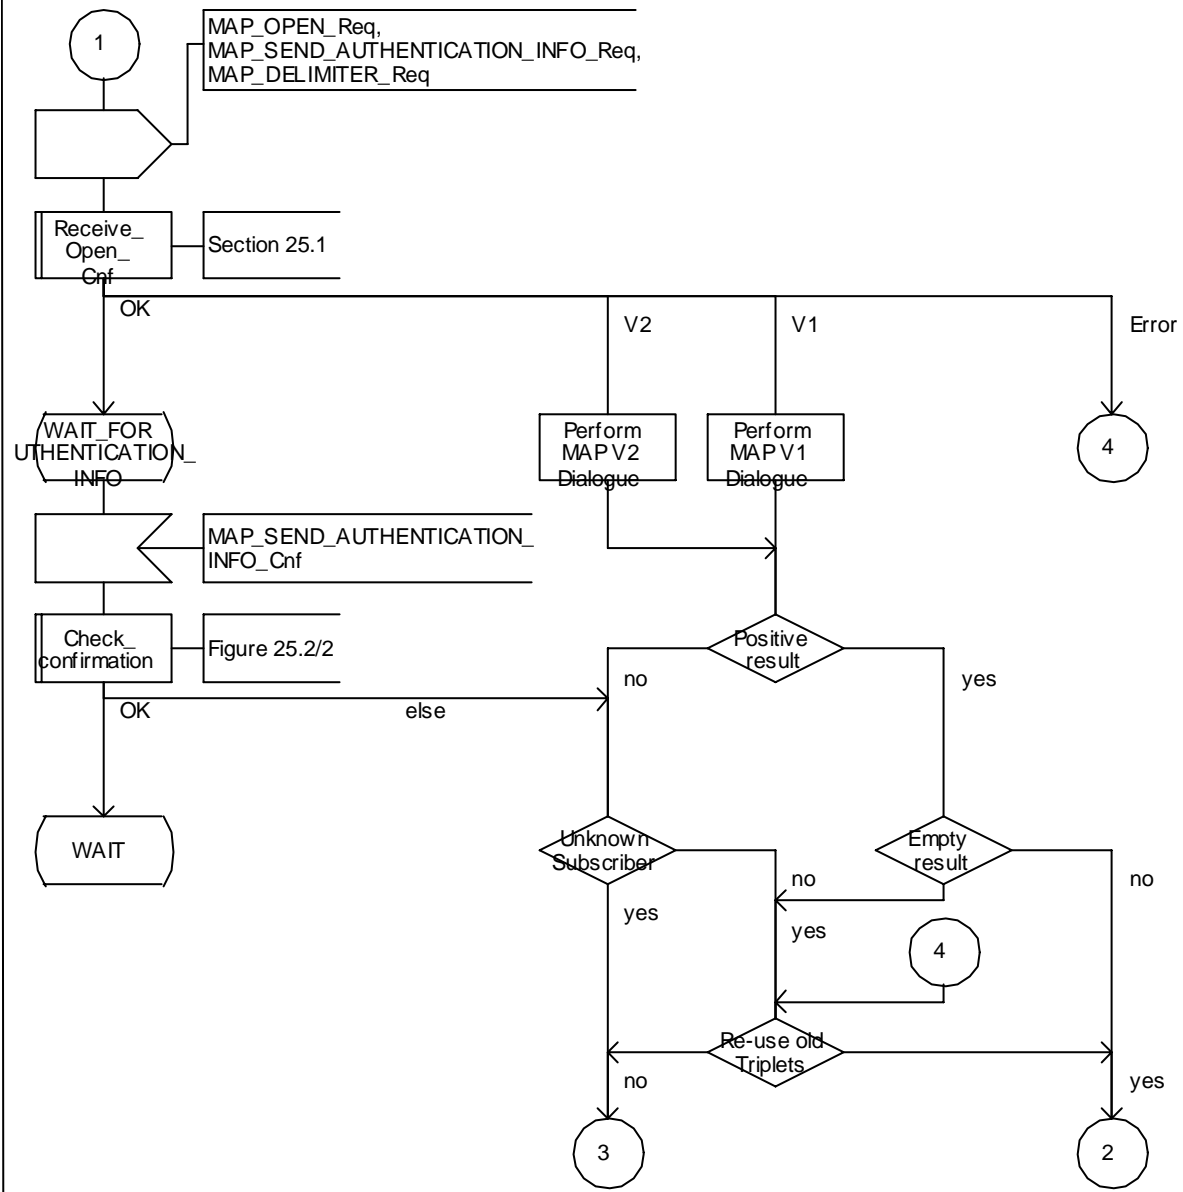 1
MAP_OPEN_Req,
MAP_SEND_AUTHENTICATION_INFO_Req,
MAP_DELIMITER_Req
Receive_
Open_
Cnf
Section 25.1
OK
V2
V1
Error
WAIT_FOR
UTHENTICATION_
INFO
Perform
MAP V2
Dialogue
Perform
MAP V1
Dialogue
4
MAP_SEND_AUTHENTICATION_
INFO_Cnf
Check_
confirmation
Figure 25.2/2
Positive
result
no
yes
OK
else
WAIT
Unknown
Subscriber
Empty
result
no
no
yes
yes
4
Re-use old
Triplets
no
yes
3
2